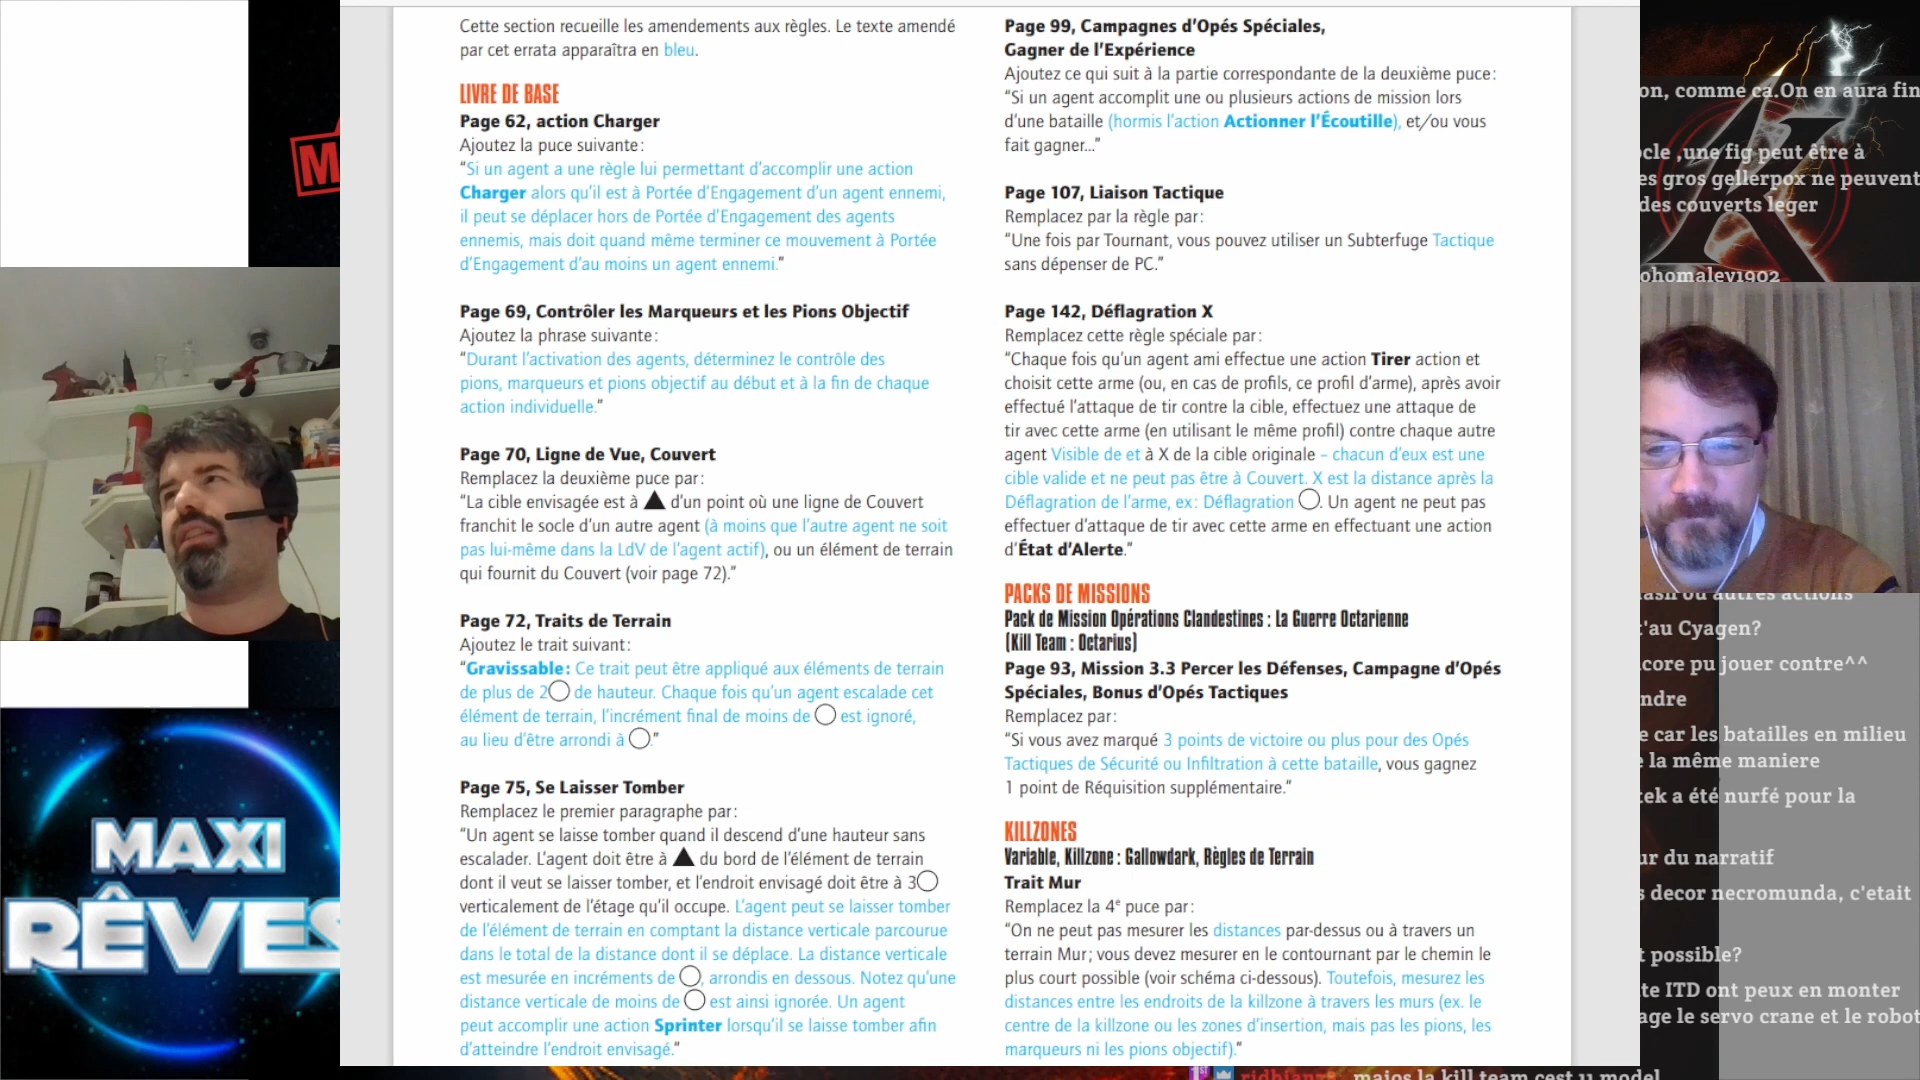 Cette section recueille les amendements aux règles. Le texte amendé
par cet errata apparaîtra en bleu.
LIVRE DE BASE
Page 62, action Charger
Ajoutez la puce suivante:
“Si un agent a une règle lui permettant d’accomplir une action
Charger alors qu’il est à Portée d’Engagement d’un agent ennemi,
il peut se déplacer hors de Portée d’Engagement des agents
ennemis, mais doit quand même terminer ce mouvement à Portée
d’Engagement d’au moins un agent ennemi.”
Page 69, Contrôler les Marqueurs et les Pions Objectif
Ajoutez la phrase suivante:
“Durant l’activation des agents, déterminez le contrôle des
pions, marqueurs et pions objectif au début et à la fin de chaque
action individuelle.”
Page 70, Ligne de Vue, Couvert
Remplacez la deuxième puce par:
“La cible envisagée est à ▲ d’un point où une ligne de Couvert
franchit le socle d’un autre agent (à moins que l’autre agent ne soit
pas lui-même dans la LdV de l’agent actif), ou un élément de terrain
qui fournit du Couvert (voir page 72).”
Page 72, Traits de Terrain
Ajoutez le trait suivant:
“Gravissable: Ce trait peut être appliqué aux éléments de terrain
de plus de 2○ de hauteur. Chaque fois qu’un agent escalade cet
élément de terrain, l’incrément final de moins de ○ est ignoré,
au lieu d’être arrondi à ○.”
Page 75, Se Laisser Tomber
Remplacez le premier paragraphe par:
“Un agent se laisse tomber quand il descend d’une hauteur sans
escalader. L’agent doit être à ▲ du bord de l’élément de terrain
dont il veut se laisser tomber, et l’endroit envisagé doit être à 3○
verticalement de l’étage qu’il occupe. L’agent peut se laisser tomber
de l’élément de terrain en comptant la distance verticale parcourue
dans le total de la distance dont il se déplace. La distance verticale
est mesurée en incréments de ○, arrondis en dessous. Notez qu’une
distance verticale de moins de ○ est ainsi ignorée. Un agent
peut accomplir une action Sprinter lorsqu’il se laisse tomber afin
d’atteindre l’endroit envisagé.”
Page 99, Campagnes d’Opés Spéciales,
Gagner de l’Expérience
Ajoutez ce qui suit à la partie correspondante de la deuxième puce:
“Si un agent accomplit une ou plusieurs actions de mission lors
d’une bataille (hormis l’action Actionner l’Écoutille), et/ou vous
fait gagner...”
Page 107, Liaison Tactique
Remplacez par la règle par:
“Une fois par Tournant, vous pouvez utiliser un Subterfuge Tactique
sans dépenser de PC.”
Page 142, Déflagration X
Remplacez cette règle spéciale par:
“Chaque fois qu’un agent ami effectue une action Tirer action et
choisit cette arme (ou, en cas de profils, ce profil d’arme), après avoir
effectué l’attaque de tir contre la cible, effectuez une attaque de
tir avec cette arme (en utilisant le même profil) contre chaque autre
agent Visible de et à X de la cible originale – chacun d’eux est une
cible valide et ne peut pas être à Couvert. X est la distance après la
Déflagration de l’arme, ex: Déflagration ○. Un agent ne peut pas
effectuer d’attaque de tir avec cette arme en effectuant une action
d’État d’Alerte.”
PACKS DE MISSIONS
Pack de Mission Opérations Clandestines : La Guerre Octarienne
(Kill Team : Octarius)
Page 93, Mission 3.3 Percer les Défenses, Campagne d’Opés
Spéciales, Bonus d’Opés Tactiques
Remplacez par:
“Si vous avez marqué 3 points de victoire ou plus pour des Opés
Tactiques de Sécurité ou Infiltration à cette bataille, vous gagnez
1 point de Réquisition supplémentaire.”
KILLZONES
Variable, Killzone : Gallowdark, Règles de Terrain
Trait Mur
Remplacez la 4e puce par:
“On ne peut pas mesurer les distances par-dessus ou à travers un
terrain Mur; vous devez mesurer en le contournant par le chemin le
plus court possible (voir schéma ci-dessous). Toutefois, mesurez les
distances entre les endroits de la killzone à travers les murs (ex. le
centre de la killzone ou les zones d’insertion, mais pas les pions, les
marqueurs ni les pions objectif).”
M
MAXI
RÊVES
on, comme ca.On en aura fin
ocle ,une fig peut être à
es gros gellerpox ne peuvent
des couverts leger
ohomalev1902
ou autres actions
t'au Cyagen?
core pu jouer contre^^
ndre
e car les batailles en milieu
la même maniere
tek a été nurfé pour la
ur du narratif
s decor necromunda, c'etait
t possible?
te ITD ont peux en monter
age le servo crane et le robot
1ST
majos la kill team cest 11 model